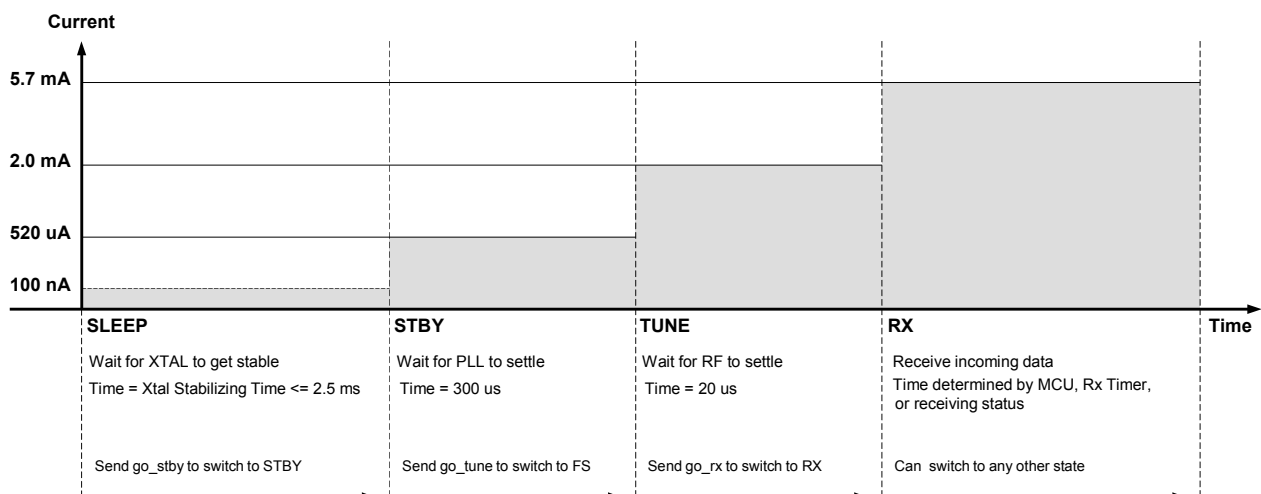 Current
5.7 mA
2.0 mA
520 uA
100 nA
SLEEP
STBY
TUNE
RX
Time
Wait for XTAL to get stable
Wait for PLL to settle
Wait for RF to settle
Receive incoming data
Time = Xtal Stabilizing Time <= 2.5 ms
Time = 300 us
Time = 20 us
Time determined by MCU, Rx Timer,
or receiving status
Send go_stby to switch to STBY
Send go_tune to switch to FS
Send go_rx to switch to RX
Can switch to any other state